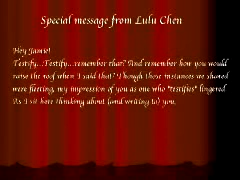 Special message from Lulu Chen
Hey Jamie!
Testify...Testify...remember that? And remember how you would
raise the roof when I said that? Though those instances we shared
were fleeting, my impression of you as one who "testifies" lingered
As I sit here thinking about (and writing to) you.